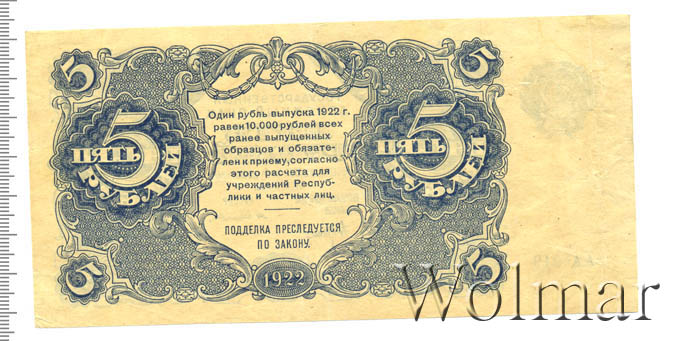 5 5
Один рубль выпуска 1922 г.
равен 10.000 рублей всех
ранее выпущенных
образцов и обязате-
лен к приему, согласно
этого расчета для
учреждений Респуб-
лики и частных лиц.
5 ПЯТЬ РУБЛЕЙ
5 ПЯТЬ РУБЛЕЙ
ПОДДЕЛКА ПРЕСЛЕДУЕТСЯ
ПО ЗАКОНУ.
5 1922 5
Wolmar